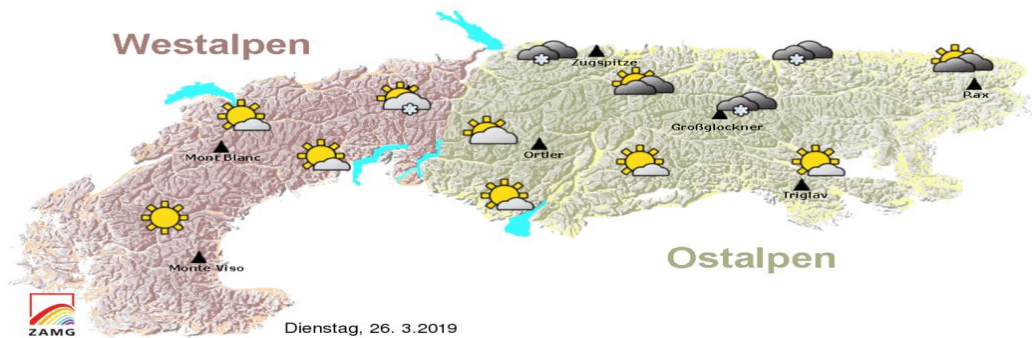 Westalpen
Zugspitze
Rax
Großglockner
Mont Blanc
Ortler
Triglav
Ostalpen
Monte Viso
ZAMG
Dienstag, 26. 3.2019